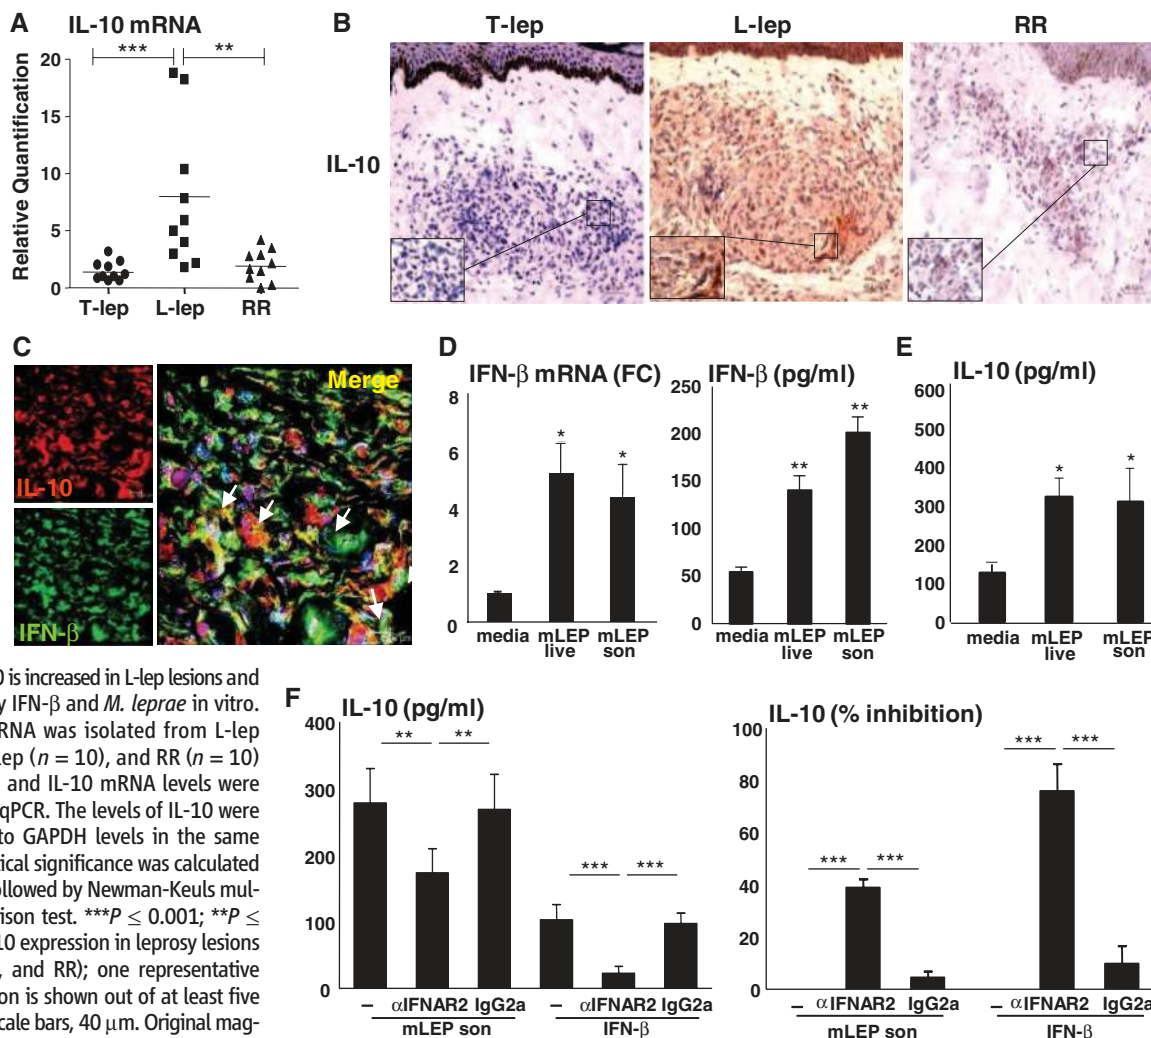 A
IL-10 mRNA
***
**
Relative Quantification
20
15
10
5
0
T-lep
L-lep
RR
B
T-lep
L-lep
RR
IL-10
C
IL-10
IFN-β
Merge
D
IFN-β mRNA (FC)
8
6
4
2
0
*
*
media
mLEP live
mLEP son
IFN-β (pg/ml)
250
200
150
100
50
0
**
**
media
mLEP live
mLEP son
E
IL-10 (pg/ml)
600
500
400
300
200
100
0
*
*
media
mLEP live
mLEP son
0 is increased in L-lep lesions and
y IFN-β and M. leprae in vitro.
RNA was isolated from L-lep
lep (n = 10), and RR (n = 10)
and IL-10 mRNA levels were
qPCR. The levels of IL-10 were
to GAPDH levels in the same
tical significance was calculated
ollowed by Newman-Keuls mul-
rison test. ***P ≤ 0.001; **P ≤
10 expression in leprosy lesions
, and RR); one representative
on is shown out of at least five
cale bars, 40 μm. Original mag-
F
IL-10 (pg/ml)
400
300
200
100
0
**
**
***
***
– αIFNAR2 IgG2a – αIFNAR2 IgG2a
mLEP son
IFN-β
IL-10 (% inhibition)
100
80
60
40
20
0
***
***
***
***
– αIFNAR2 IgG2a – αIFNAR2 IgG2a
mLEP son
IFN-β